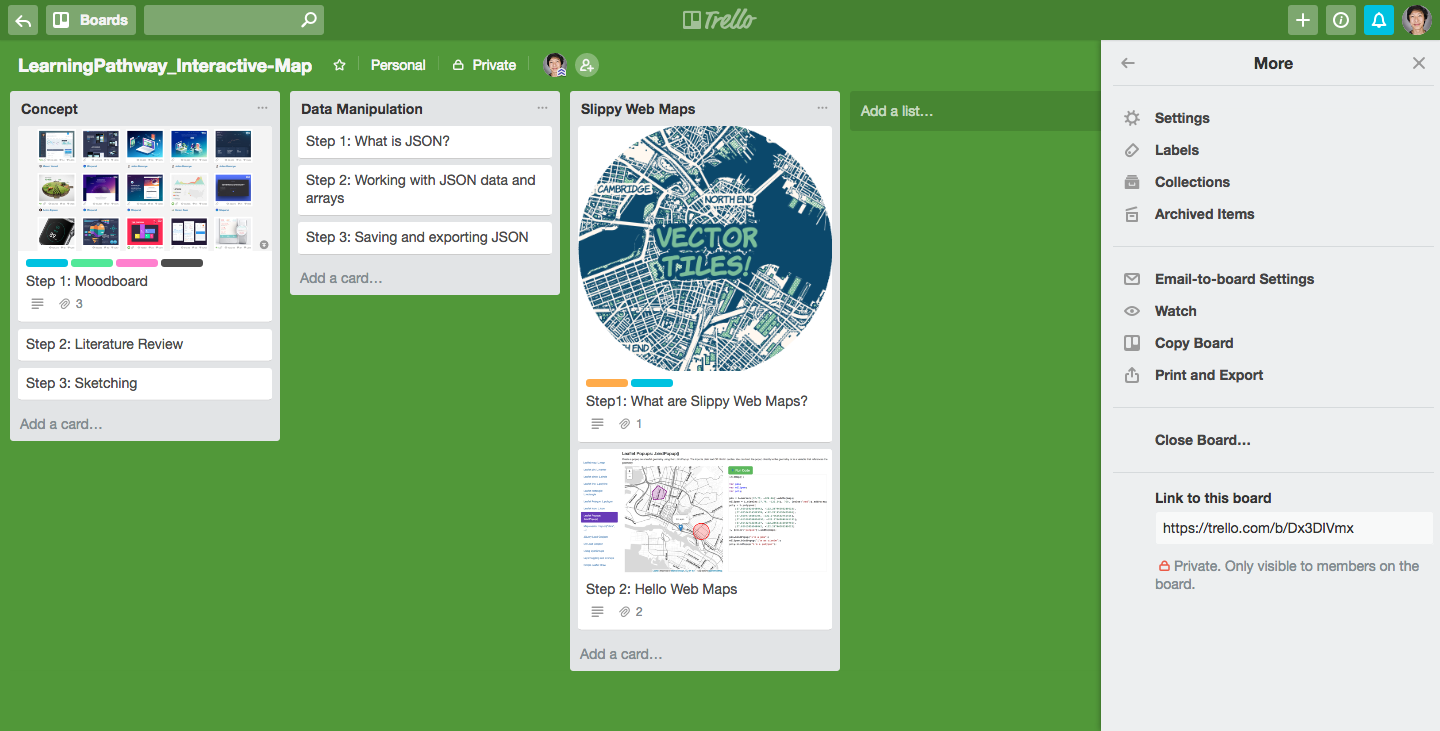 Boards
Trello
LearningPathway_Interactive-Map
Personal
Private
Concept
Step 1: Moodboard
3
Step 2: Literature Review
Step 3: Sketching
Add a card…
Data Manipulation
Step 1: What is JSON?
Step 2: Working with JSON data and
arrays
Step 3: Saving and exporting JSON
Add a card…
Slippy Web Maps
CAMBRIDGE
NORTH END
VECTOR
TILES!
Step1: What are Slippy Web Maps?
1
Step 2: Hello Web Maps
2
Add a card…
Add a list…
More
Settings
Labels
Collections
Archived Items
Email-to-board Settings
Watch
Copy Board
Print and Export
Close Board…
Link to this board
https://trello.com/b/Dx3DlVmx
Private. Only visible to members on the
board.